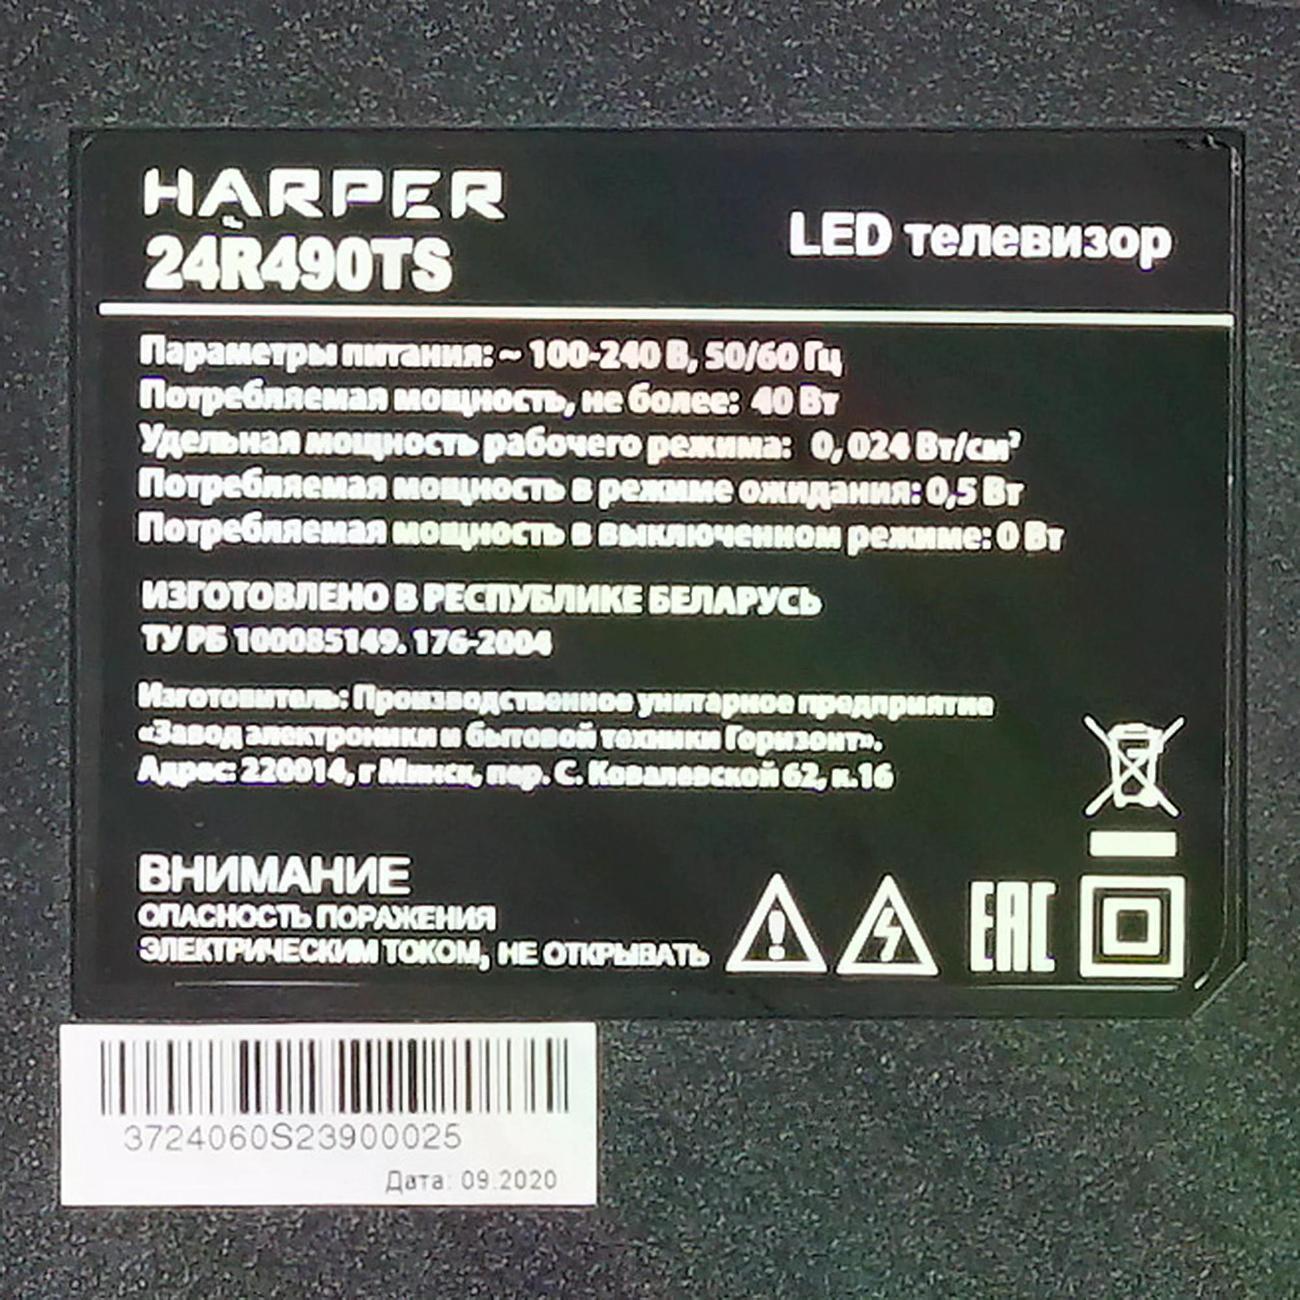 HARPER
24R490TS
LED телевизор
Параметры питания: ~ 100-240 В, 50/60 Гц
Потребляемая мощность, не более: 40 Вт
Удельная мощность рабочего режима: 0, 024 Вт/см²
Потребляемая мощность в режиме ожидания: 0,5 Вт
Потребляемая мощность в выключенном режиме: 0 Вт
ИЗГОТОВЛЕНО В РЕСПУБЛИКЕ БЕЛАРУСЬ
ТУ РБ 100085149. 176-2004
Изготовитель: Производственное унитарное предприятие
«Завод электроники и бытовой техники Горизонт».
Адрес: 220014, г Минск, пер. С. Ковалевской 62, к.16
ВНИМАНИЕ
ОПАСНОСТЬ ПОРАЖЕНИЯ
ЭЛЕКТРИЧЕСКИМ ТОКОМ, НЕ ОТКРЫВАТЬ
EAC
3724060S23900025
Дата: 09.2020